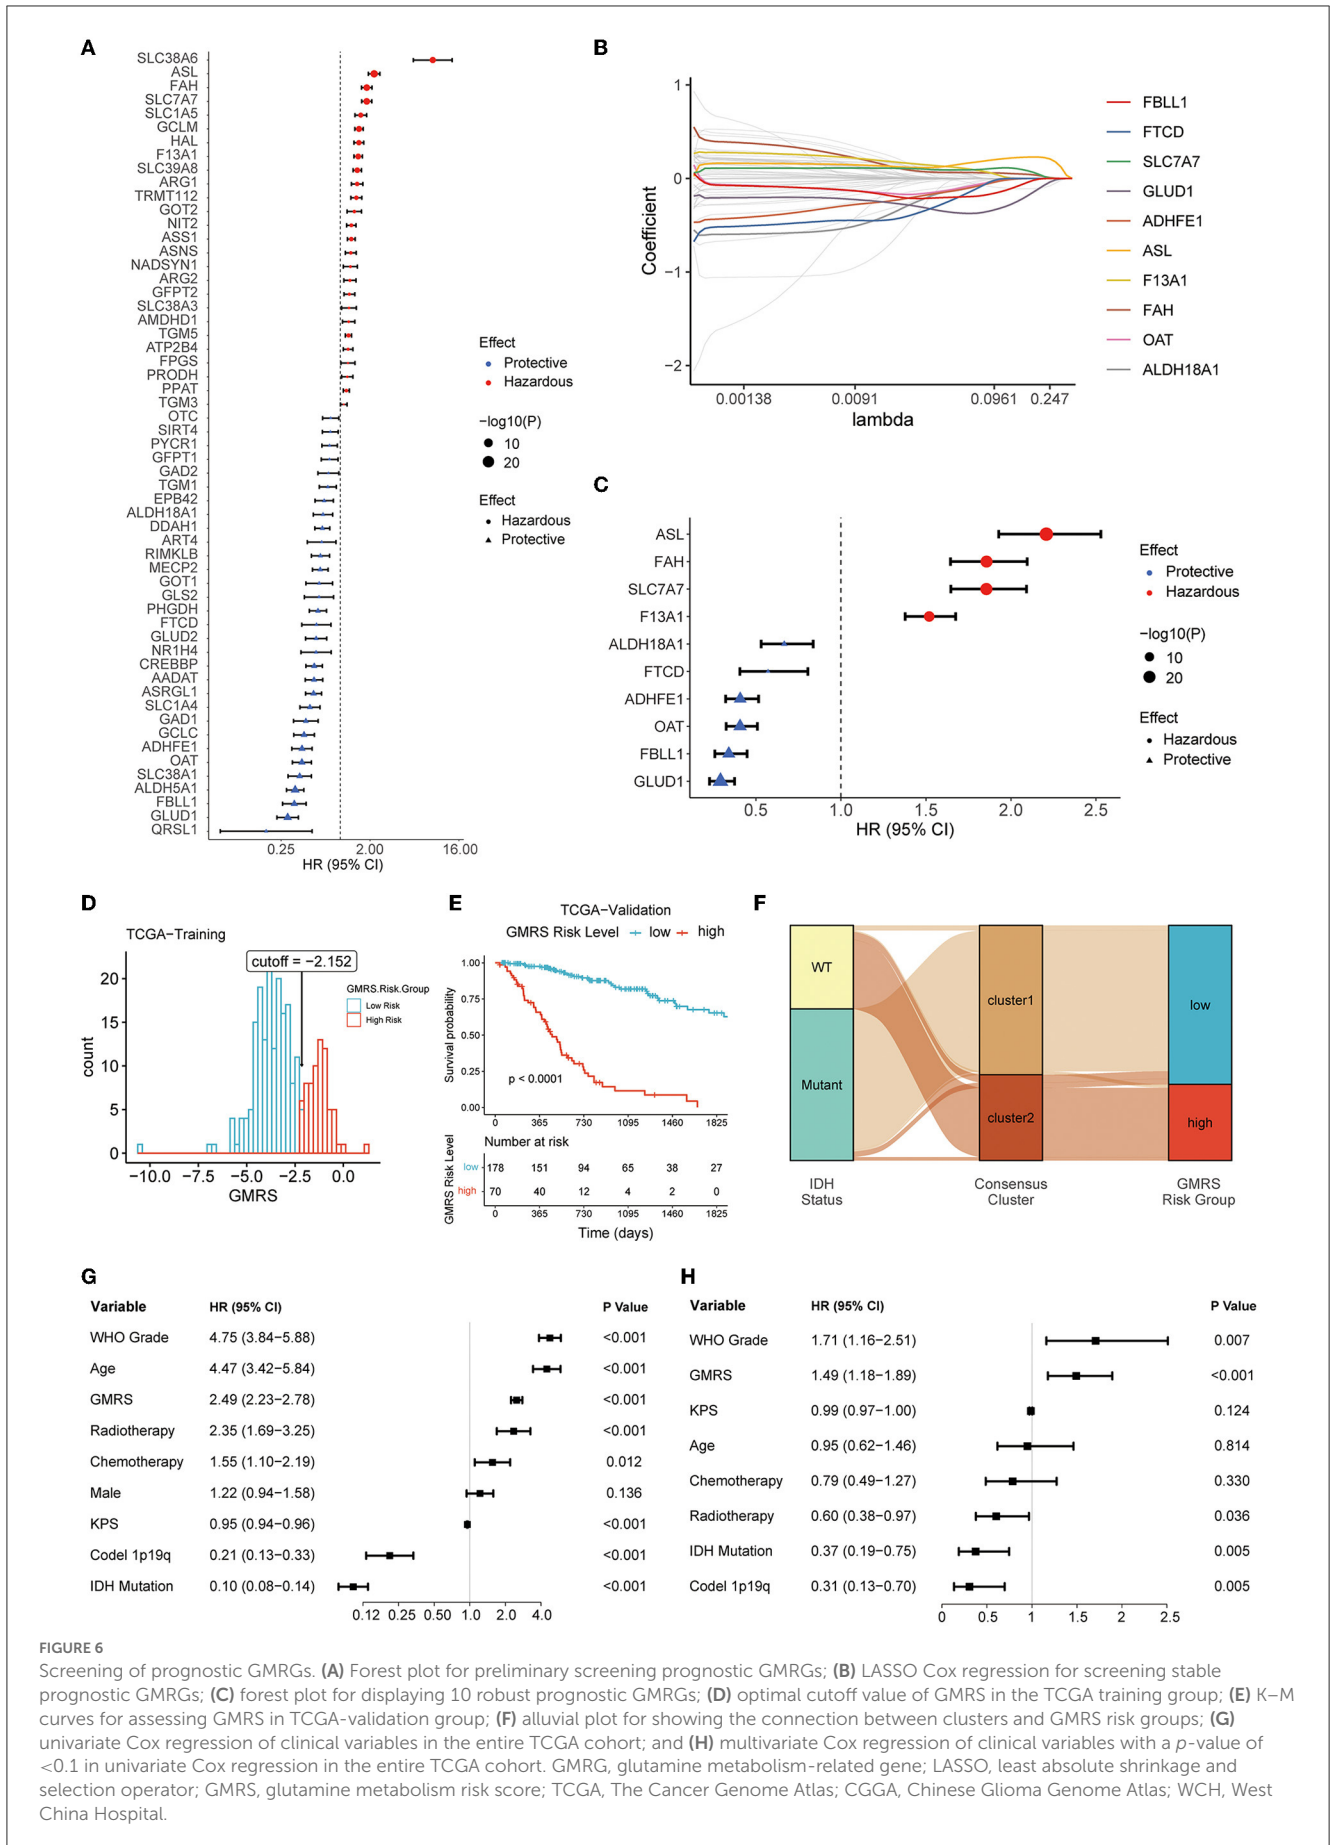 A
SLC38A6
ASL
FAH
SLC7A7
SLC1A5
GCLM
HAL
F13A1
SLC39A8
ARG1
TRMT112
GOT2
NIT2
ASS1
ASNS
NADSYN1
ARG2
GFPT2
SLC38A3
AMDHD1
TGM5
ATP2B4
FPGS
PRODH
PPAT
TGM3
OTC
SIRT4
PYCR1
GFPT1
GAD2
TGM1
EPB42
ALDH18A1
DDAH1
ART4
RIMKLB
MECP2
GOT1
GLS2
PHGDH
FTCD
GLUD2
NR1H4
CREBBP
AADAT
ASRGL1
SLC1A4
GAD1
GCLC
ADHFE1
OAT
SLC38A1
ALDH5A1
FBLL1
GLUD1
QRSL1
0.25 2.00 16.00
HR (95% CI)
Effect
Protective
Hazardous
−log10(P)
10
20
Effect
Hazardous
Protective
B
Coefficient
1
0
−1
−2
0.00138 0.0091 0.0961 0.247
lambda
FBLL1
FTCD
SLC7A7
GLUD1
ADHFE1
ASL
F13A1
FAH
OAT
ALDH18A1
C
ASL
FAH
SLC7A7
F13A1
ALDH18A1
FTCD
ADHFE1
OAT
FBLL1
GLUD1
0.5 1.0 1.5 2.0 2.5
HR (95% CI)
Effect
Protective
Hazardous
−log10(P)
10
20
Effect
Hazardous
Protective
D
TCGA−Training
cutoff = −2.152
count
20
15
10
5
0
−10.0 −7.5 −5.0 −2.5 0.0
GMRS
GMRS.Risk.Group
Low Risk
High Risk
E
TCGA−Validation
GMRS Risk Level low high
Survival probability
1.00
0.75
0.50
0.25
0.00
p < 0.0001
0 365 730 1095 1460 1825
Number at risk
GMRS Risk Level
low 178 151 94 65 38 27
high 70 40 12 4 2 0
0 365 730 1095 1460 1825
Time (days)
F
WT
Mutant
cluster1
cluster2
low
high
IDH Status
Consensus Cluster
GMRS Risk Group
G
Variable HR (95% CI) P Value
WHO Grade 4.75 (3.84−5.88) <0.001
Age 4.47 (3.42−5.84) <0.001
GMRS 2.49 (2.23−2.78) <0.001
Radiotherapy 2.35 (1.69−3.25) <0.001
Chemotherapy 1.55 (1.10−2.19) 0.012
Male 1.22 (0.94−1.58) 0.136
KPS 0.95 (0.94−0.96) <0.001
Codel 1p19q 0.21 (0.13−0.33) <0.001
IDH Mutation 0.10 (0.08−0.14) <0.001
0.12 0.25 0.50 1.0 2.0 4.0
H
Variable HR (95% CI) P Value
WHO Grade 1.71 (1.16−2.51) 0.007
GMRS 1.49 (1.18−1.89) <0.001
KPS 0.99 (0.97−1.00) 0.124
Age 0.95 (0.62−1.46) 0.814
Chemotherapy 0.79 (0.49−1.27) 0.330
Radiotherapy 0.60 (0.38−0.97) 0.036
IDH Mutation 0.37 (0.19−0.75) 0.005
Codel 1p19q 0.31 (0.13−0.70) 0.005
0 0.5 1 1.5 2 2.5
FIGURE 6
Screening of prognostic GMRGs. (A) Forest plot for preliminary screening prognostic GMRGs; (B) LASSO Cox regression for screening stable
prognostic GMRGs; (C) forest plot for displaying 10 robust prognostic GMRGs; (D) optimal cutoff value of GMRS in the TCGA training group; (E) K–M
curves for assessing GMRS in TCGA-validation group; (F) alluvial plot for showing the connection between clusters and GMRS risk groups; (G)
univariate Cox regression of clinical variables in the entire TCGA cohort; and (H) multivariate Cox regression of clinical variables with a p-value of
<0.1 in univariate Cox regression in the entire TCGA cohort. GMRG, glutamine metabolism-related gene; LASSO, least absolute shrinkage and
selection operator; GMRS, glutamine metabolism risk score; TCGA, The Cancer Genome Atlas; CGGA, Chinese Glioma Genome Atlas; WCH, West
China Hospital.